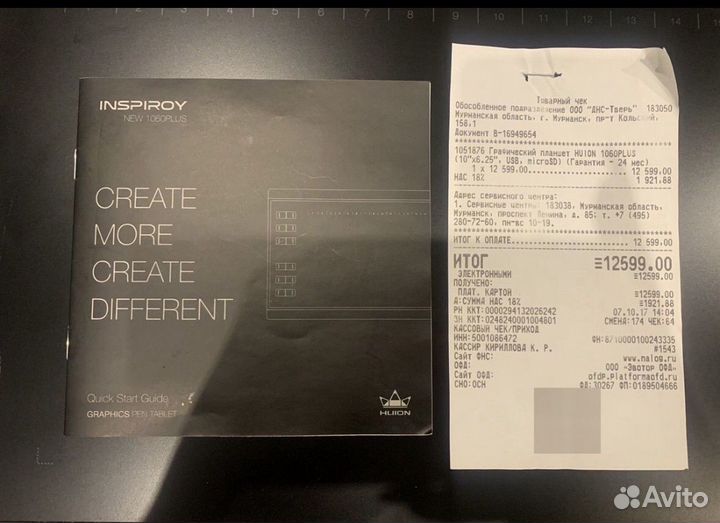 INSPIROY
NEW 1060PLUS
CREATE
MORE
CREATE
DIFFERENT
Quick Start Guide
GRAPHICS PEN TABLET
HUION
Товарный чек
Обособленное подразделение ООО "ДНС-Тверь" 183050
Мурманская область, г. Мурманск, пр-т Кольский,
158,1
Документ В-16949654
1051876 Графический планшет HUION 1060PLUS
(10"x6.25", USB, microSD) (Гарантия - 24 мес)
1 x 12 599.00 12 599.00
НДС 18% 1 921.88
Адрес сервисного центра:
1. Сервисные центры: 183038, Мурманская область,
Мурманск, проспект Ленина, д. 85; т. +7 (495)
280-72-60, пн-вс 10-19.
ИТОГ К ОПЛАТЕ 12 599.00
ИТОГ ≡12599.00
ЭЛЕКТРОННЫМИ ≡12599.00
ПОЛУЧЕНО:
ПЛАТ. КАРТОЙ ≡12599.00
А:СУММА НДС 18% ≡1921.88
РН ККТ:0000294132026242 07.10.17 14:04
ЗН ККТ:0248240001004801 СМЕНА:174 ЧЕК:64
КАССОВЫЙ ЧЕК/ПРИХОД
ИНН:5001086472 ФН:8710000100243335
КАССИР КИРИЛЛОВА К. Р. #1543
Сайт ФНС: www.nalog.ru
ОФД: ООО "Эвотор ОФД"
Сайт ОФД: ofdp.platformaofd.ru
СНО:ОСН ФД:30267 ФП:0189504666
Avito